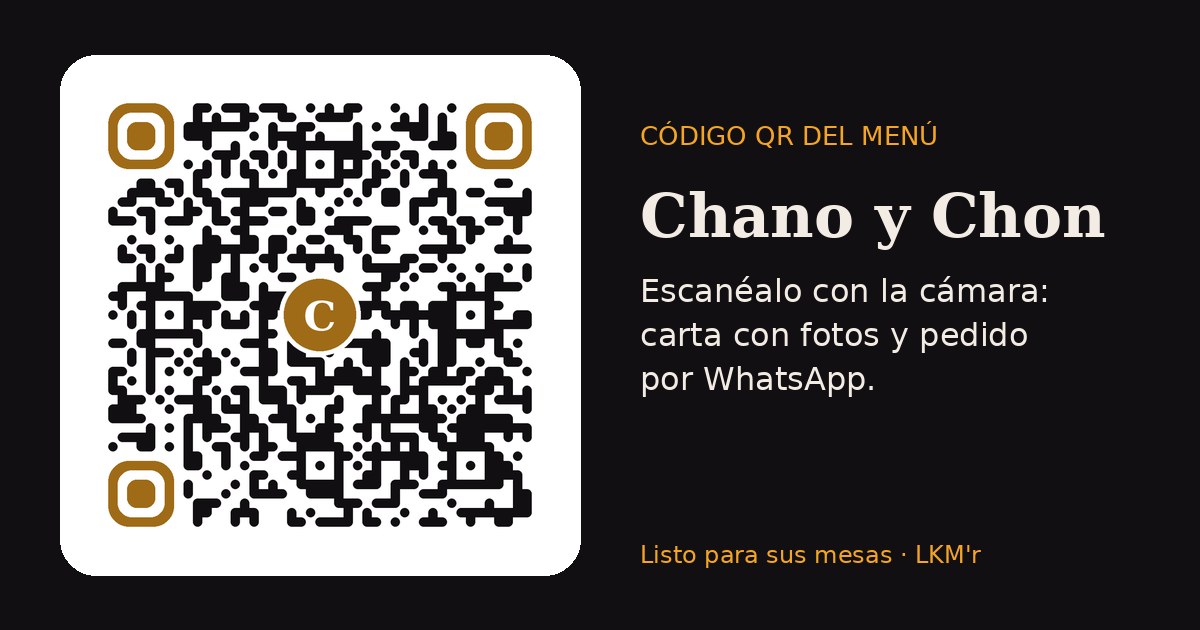 C
CÓDIGO QR DEL MENÚ
Chano y Chon
Escanéalo con la cámara:
carta con fotos y pedido
por WhatsApp.
Listo para sus mesas · LKM'r